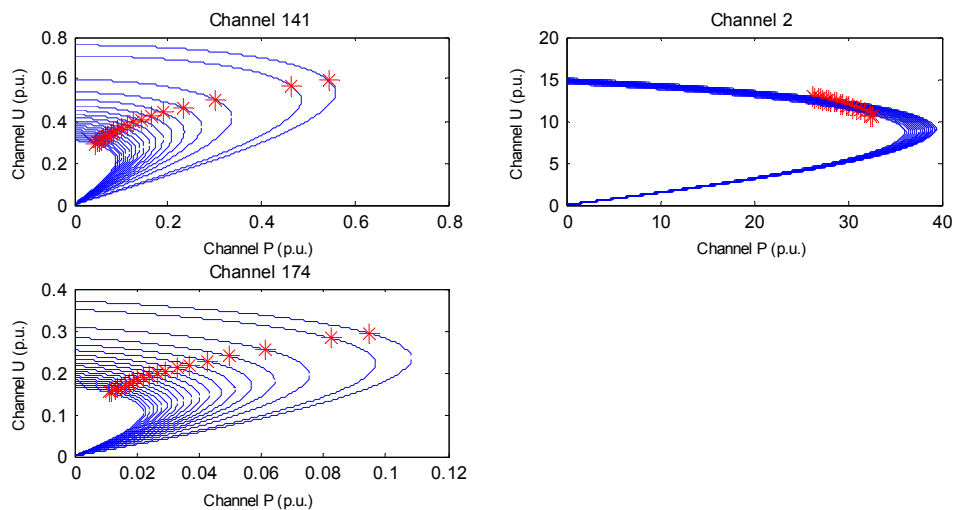 Channel 141
0.8
0.6
0.4
0.2
0
Channel U (p.u.)
0 0.2 0.4 0.6 0.8
Channel P (p.u.)
Channel 2
20
15
10
5
0
Channel U (p.u.)
0 10 20 30 40
Channel P (p.u.)
Channel 174
0.4
0.3
0.2
0.1
0
Channel U (p.u.)
0 0.02 0.04 0.06 0.08 0.1 0.12
Channel P (p.u.)